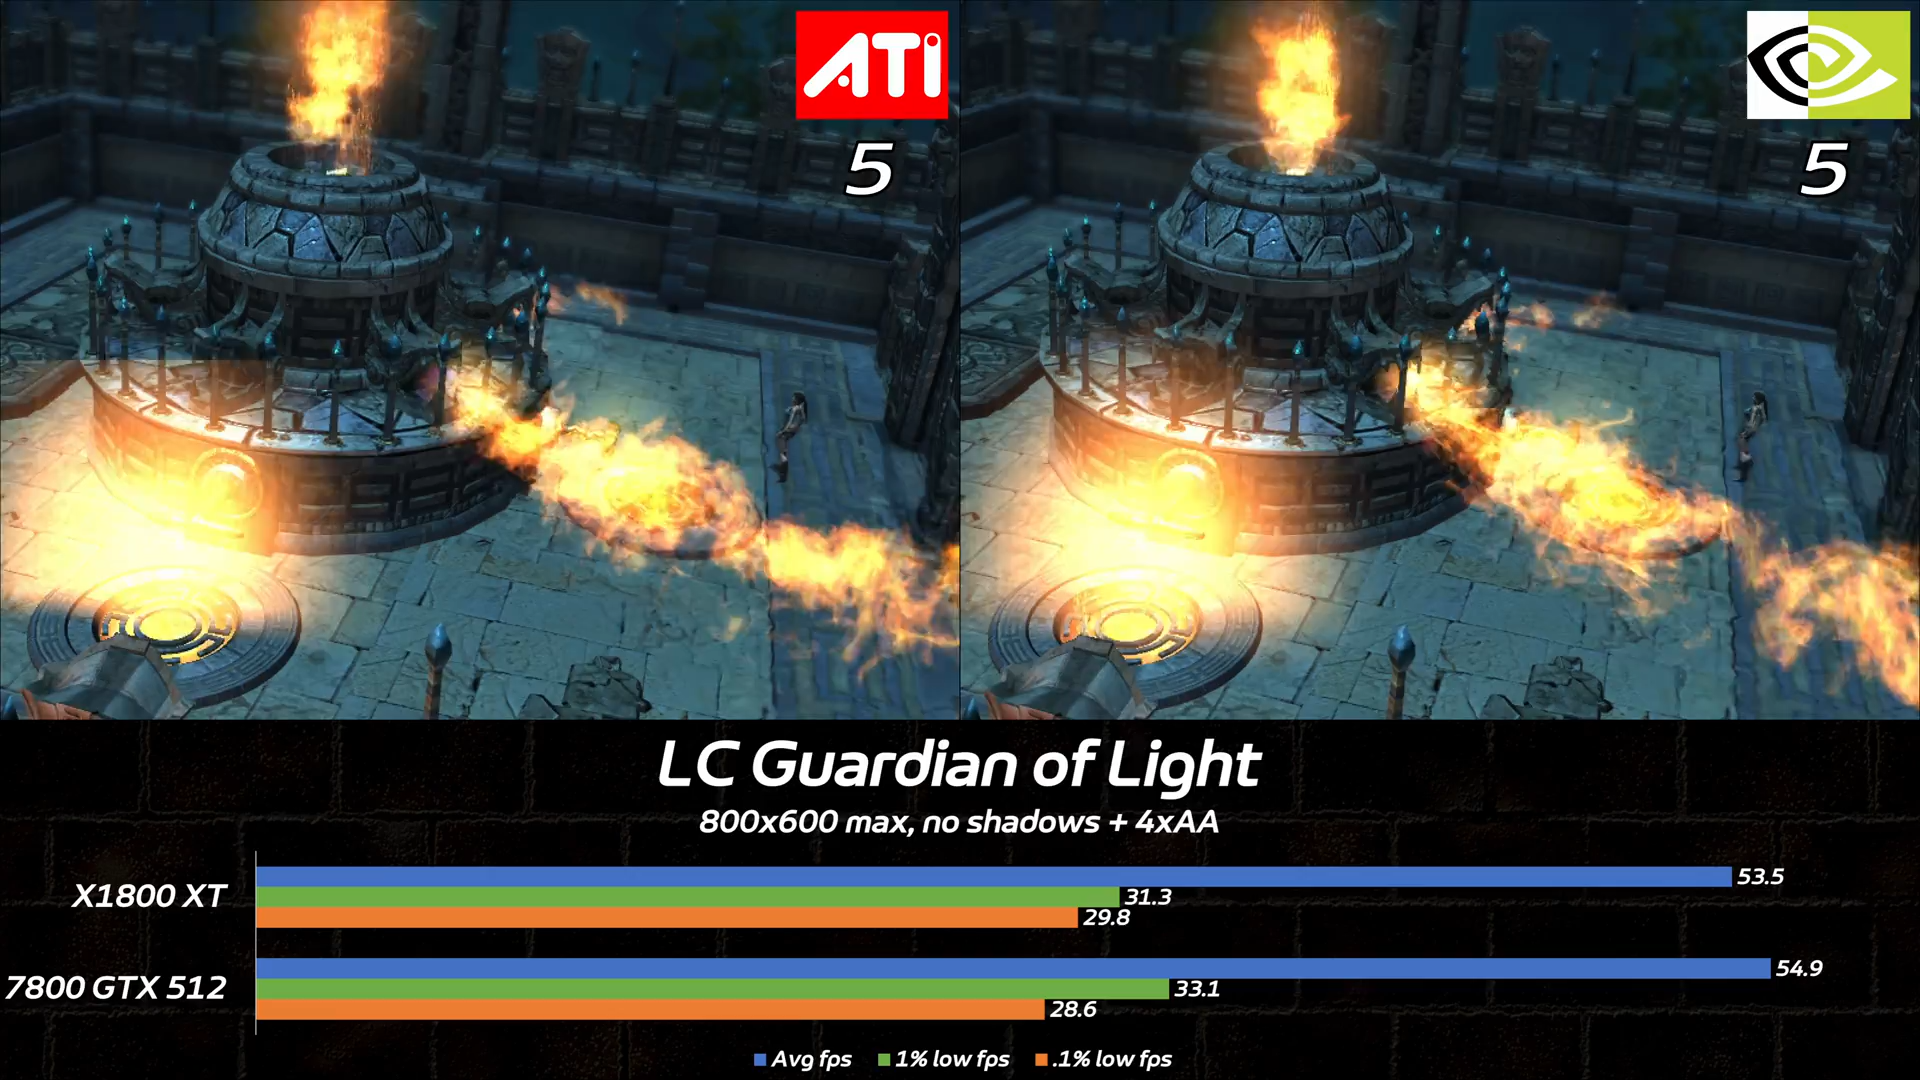 ATI
5
5
LC Guardian of Light
800x600 max, no shadows + 4xAA
X1800 XT
53.5
31.3
29.8
7800 GTX 512
54.9
33.1
28.6
Avg fps 1% low fps .1% low fps